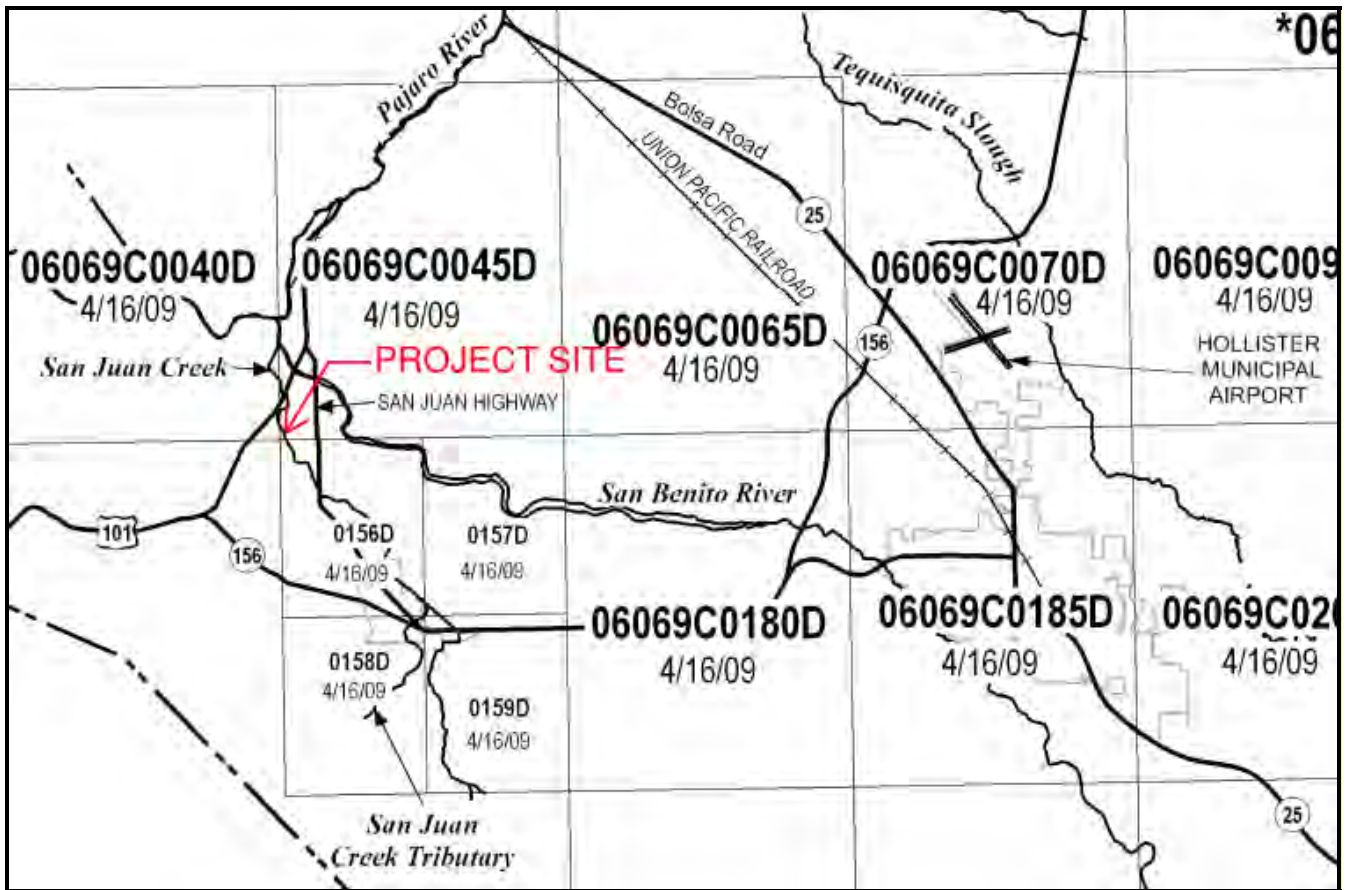 *06
Pajaro River
Tequisquita Slough
Bolsa Road
UNION PACIFIC RAILROAD
25
06069C0040D
4/16/09
06069C0045D
4/16/09
06069C0070D
4/16/09
06069C009
4/16/09
06069C0065D
4/16/09
156
HOLLISTER
MUNICIPAL
AIRPORT
San Juan Creek
PROJECT SITE
SAN JUAN HIGHWAY
San Benito River
101
156
0156D
4/16/09
0157D
4/16/09
06069C0180D
4/16/09
06069C0185D
4/16/09
06069C02
4/16/09
0158D
4/16/09
0159D
4/16/09
25
San Juan
Creek Tributary